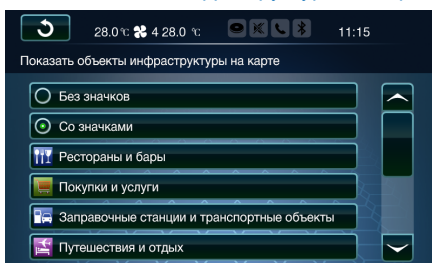 28.0 °C 4 28.0 °C 11:15
Показать объекты инфраструктуры на карте
Без значков
Со значками
Рестораны и бары
Покупки и услуги
Заправочные станции и транспортные объекты
Путешествия и отдых